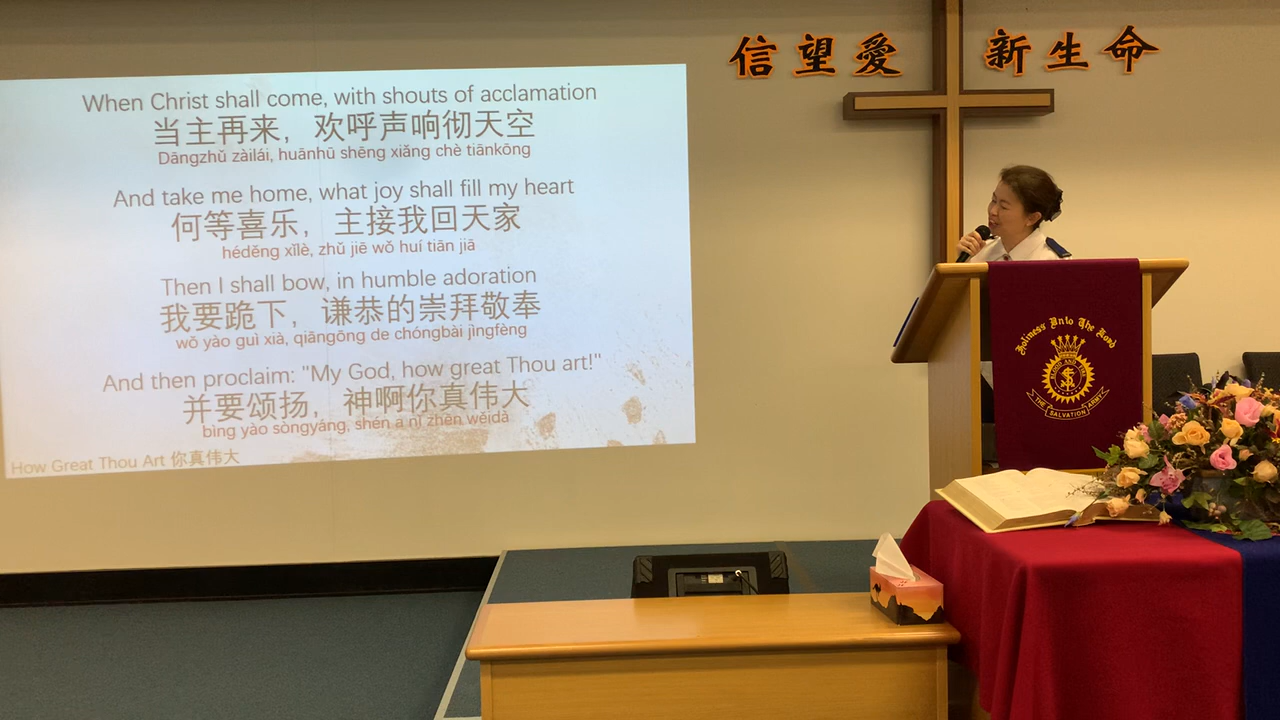 信望愛 新生命
When Christ shall come, with shouts of acclamation
当主再来，欢呼声响彻天空
Dāngzhǔ zàilái, huānhū shēng xiǎng chè tiānkōng
And take me home, what joy shall fill my heart
何等喜乐，主接我回天家
héděng xǐlè, zhǔ jiē wǒ huí tiān jiā
Then I shall bow, in humble adoration
我要跪下，谦恭的崇拜敬奉
wǒ yào guì xià, qiāngōng de chóngbài jìngfèng
And then proclaim: "My God, how great Thou art!"
并要颂扬，神啊你真伟大
bìng yào sòngyáng, shén a nǐ zhēn wěidà
How Great Thou Art 你真伟大
Holiness Unto The Lord
BLOOD AND FIRE
THE SALVATION ARMY